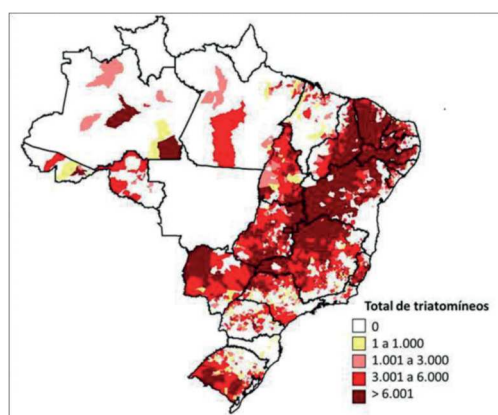 Total de triatomíneos
0
1 a 1.000
1.001 a 3.000
3.001 a 6.000
> 6.001